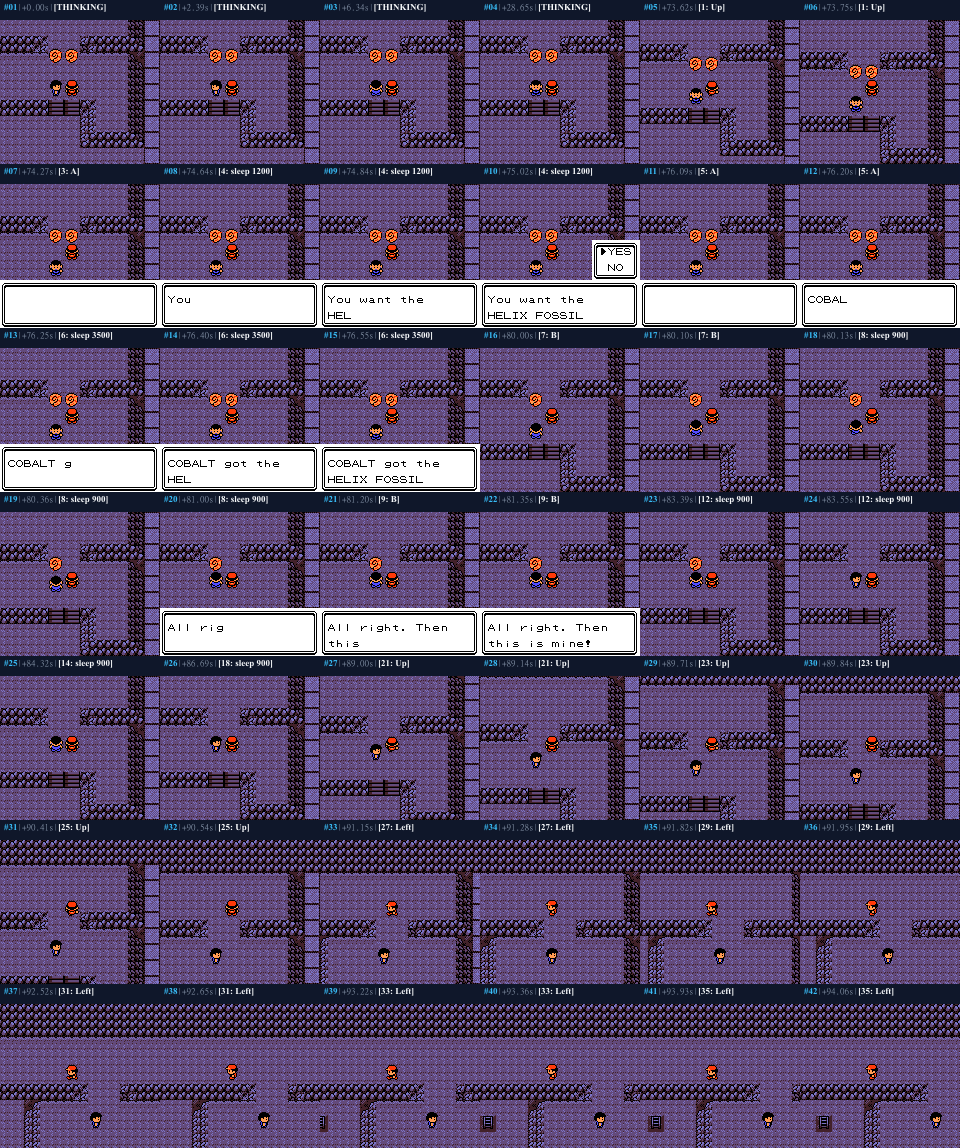 #01|+0.00s|[THINKING]
#02|+2.39s|[THINKING]
#03|+6.34s|[THINKING]
#04|+28.65s|[THINKING]
#05|+73.62s|[1: Up]
#06|+73.75s|[1: Up]
#07|+74.27s|[3: A]
#08|+74.64s|[4: sleep 1200]
#09|+74.84s|[4: sleep 1200]
#10|+75.02s|[4: sleep 1200]
#11|+76.09s|[5: A]
#12|+76.20s|[5: A]
You
You want the
HEL
YES
NO
You want the
HELIX FOSSIL
COBAL
#13|+76.25s|[6: sleep 3500]
#14|+76.40s|[6: sleep 3500]
#15|+76.55s|[6: sleep 3500]
#16|+80.00s|[7: B]
#17|+80.10s|[7: B]
#18|+80.13s|[8: sleep 900]
COBALT g
COBALT got the
HEL
COBALT got the
HELIX FOSSIL
#19|+80.36s|[8: sleep 900]
#20|+81.00s|[8: sleep 900]
#21|+81.20s|[9: B]
#22|+81.35s|[9: B]
#23|+83.39s|[12: sleep 900]
#24|+83.55s|[12: sleep 900]
All rig
All right. Then
this
All right. Then
this is mine!
#25|+84.32s|[14: sleep 900]
#26|+86.69s|[18: sleep 900]
#27|+89.00s|[21: Up]
#28|+89.14s|[21: Up]
#29|+89.71s|[23: Up]
#30|+89.84s|[23: Up]
#31|+90.41s|[25: Up]
#32|+90.54s|[25: Up]
#33|+91.15s|[27: Left]
#34|+91.28s|[27: Left]
#35|+91.82s|[29: Left]
#36|+91.95s|[29: Left]
#37|+92.52s|[31: Left]
#38|+92.65s|[31: Left]
#39|+93.22s|[33: Left]
#40|+93.36s|[33: Left]
#41|+93.93s|[35: Left]
#42|+94.06s|[35: Left]